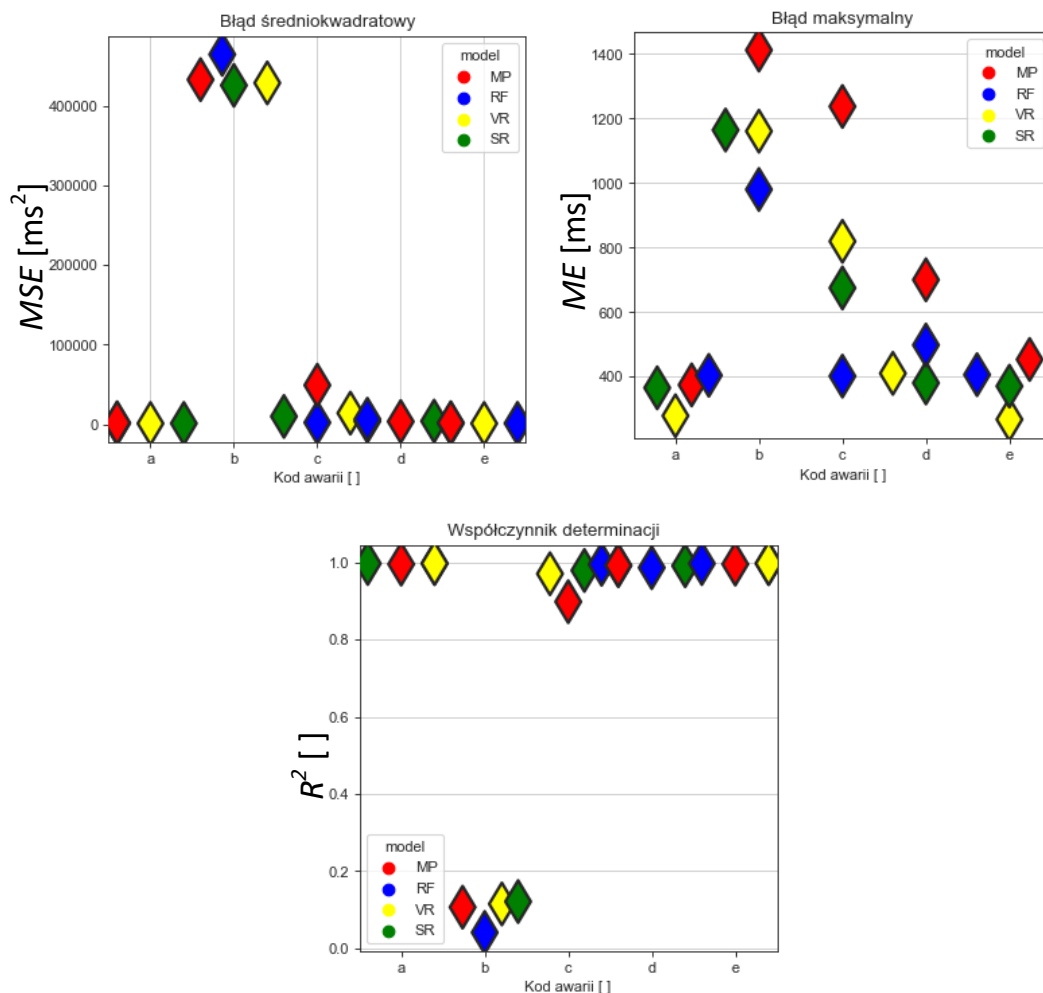 Błąd średniokwadratowy
MSE [ms²]
400000
300000
200000
100000
0
model
MP
RF
VR
SR
a b c d e
Kod awarii [ ]
Błąd maksymalny
ME [ms]
1400
1200
1000
800
600
400
model
MP
RF
VR
SR
a b c d e
Kod awarii [ ]
Współczynnik determinacji
R² [ ]
1.0
0.8
0.6
0.4
0.2
0.0
model
MP
RF
VR
SR
a b c d e
Kod awarii [ ]